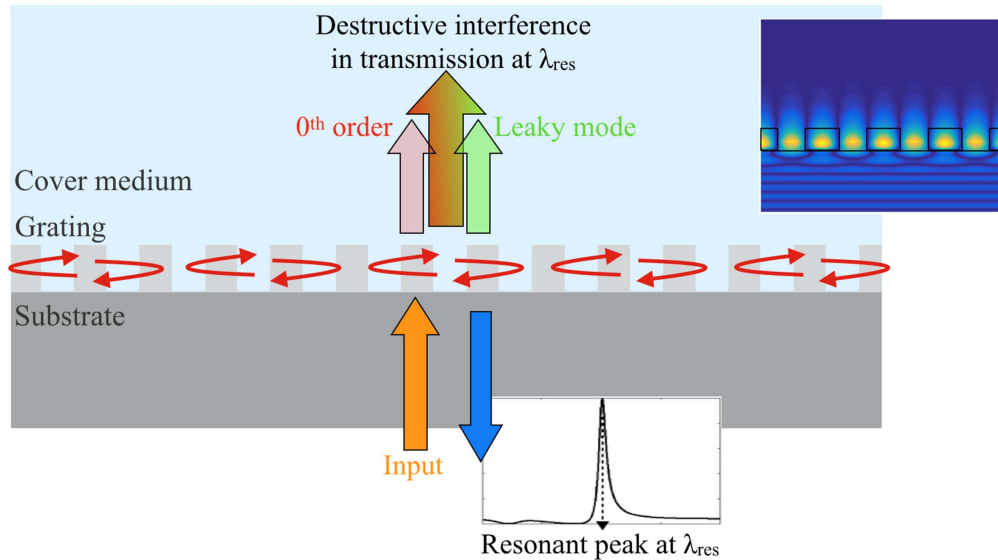 Destructive interference
in transmission at λres
0th order
Leaky mode
Cover medium
Grating
Substrate
Input
Resonant peak at λres